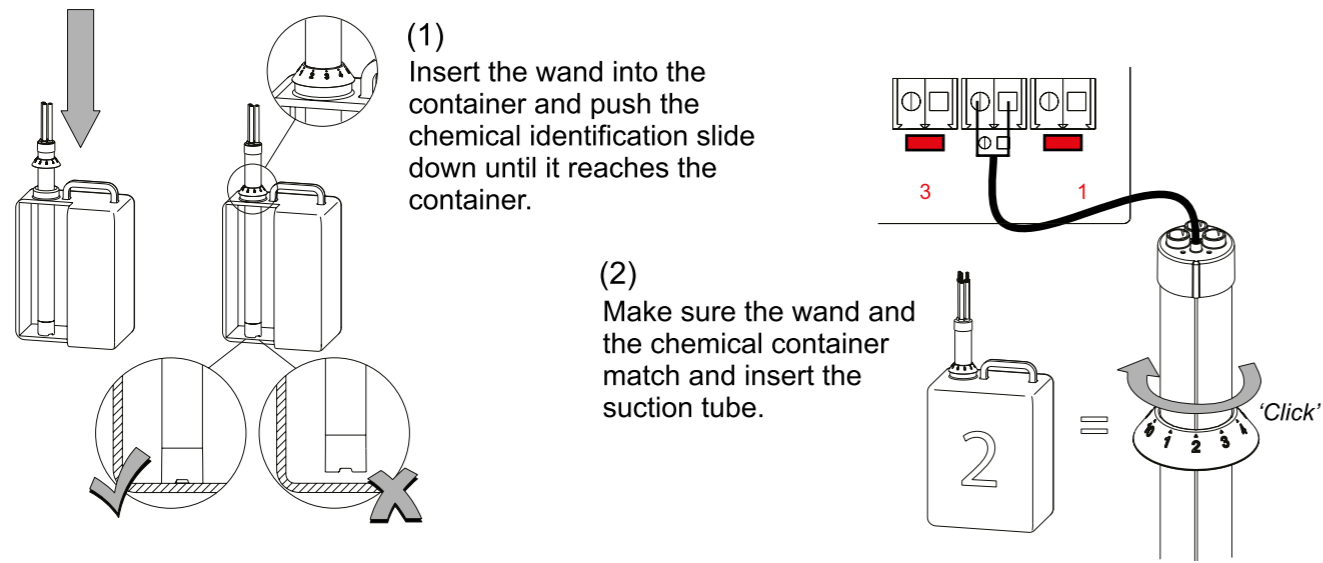 (1)
Insert the wand into the
container and push the
chemical identification slide
down until it reaches the
container.
3
1
(2)
Make sure the wand and
the chemical container
match and insert the
suction tube.
2
=
'Click'
10 1 2 3 4